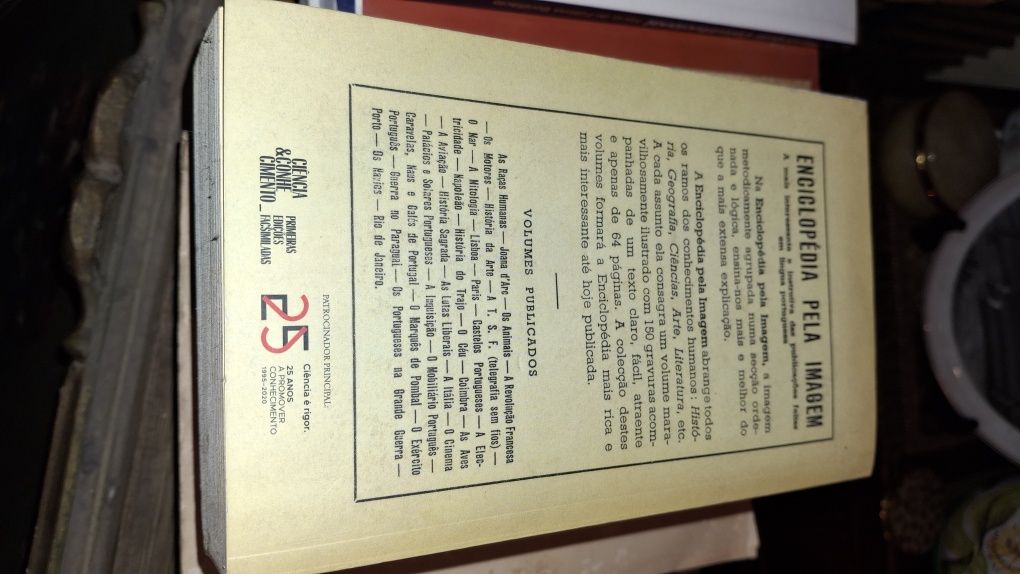 ENCICLOPÉDIA PELA IMAGEM
A mais interessante e instrutiva das publicações feitas
em língua portuguesa
Na Enciclopédia pela Imagem, a imagem
metodicamente agrupada numa secção orde-
nada e lógica, ensina-nos mais e melhor do
que a mais extensa explicação.
A Enciclopédia pela Imagem abrange todos
os ramos dos conhecimentos humanos: Histó-
ria, Geografia, Ciências, Arte, Literatura, etc.
A cada assunto ela consagra um volume mara-
vilhosamente ilustrado com 150 gravuras acom-
panhadas de um texto claro, fácil, atraente
e apenas de 64 páginas. A colecção destes
volumes formará a Enciclopédia mais rica e
mais interessante até hoje publicada.
VOLUMES PUBLICADOS
As Raças Humanas — Joana d'Arc — Os Animais — A Revolução Francesa
— Os Motores — História da Arte — A T. S. F. (telegrafia sem fios) —
O Mar — A Mitologia — Lisboa — Paris — Castelos Portugueses — A Elec-
tricidade — Napoleão — História do Trajo — O Céu — Coimbra — As Aves
— A Aviação — História Sagrada — As Lutas Liberais — A Itália — O Cinema
— Palácios e Solares Portugueses — A Inquisição — O Mobiliário Português —
Caravelas, Naus e Galés de Portugal — O Marquês de Pombal — O Exército
Português — Guerra no Paraguai — Os Portugueses na Grande Guerra —
Porto — Os Rádios — Rio de Janeiro.
CIÊNCIA
&CONHE
CIMENTO_
PRIMEIRAS
EDIÇÕES
FACSIMILADAS
PATROCINADOR PRINCIPAL:
25
Ciência é rigor.
25 ANOS
A PROMOVER
CONHECIMENTO
1995-2020